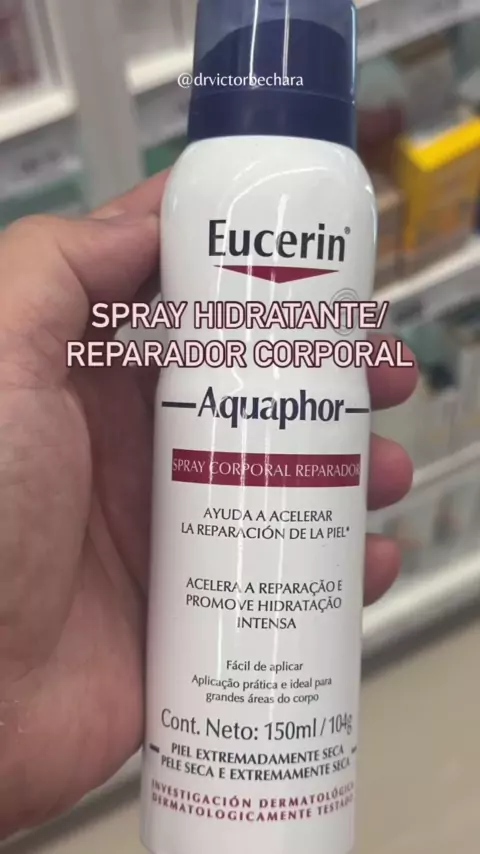 @drvictorbechara
Eucerin®
SPRAY HIDRATANTE/
REPARADOR CORPORAL
Aquaphor
SPRAY CORPORAL REPARADOR
AYUDA A ACELERAR
LA REPARACIÓN DE LA PIEL*
ACELERA A REPARAÇÃO E
PROMOVE HIDRATAÇÃO
INTENSA
Fácil de aplicar
Aplicação prática e ideal para
grandes áreas do corpo
Cont. Neto: 150ml/104g
PIEL EXTREMADAMENTE SECA
PELE SECA E EXTREMAMENTE SECA
INVESTIGACIÓN DERMATOLÓGICA
DERMATOLOGICAMENTE TESTADO